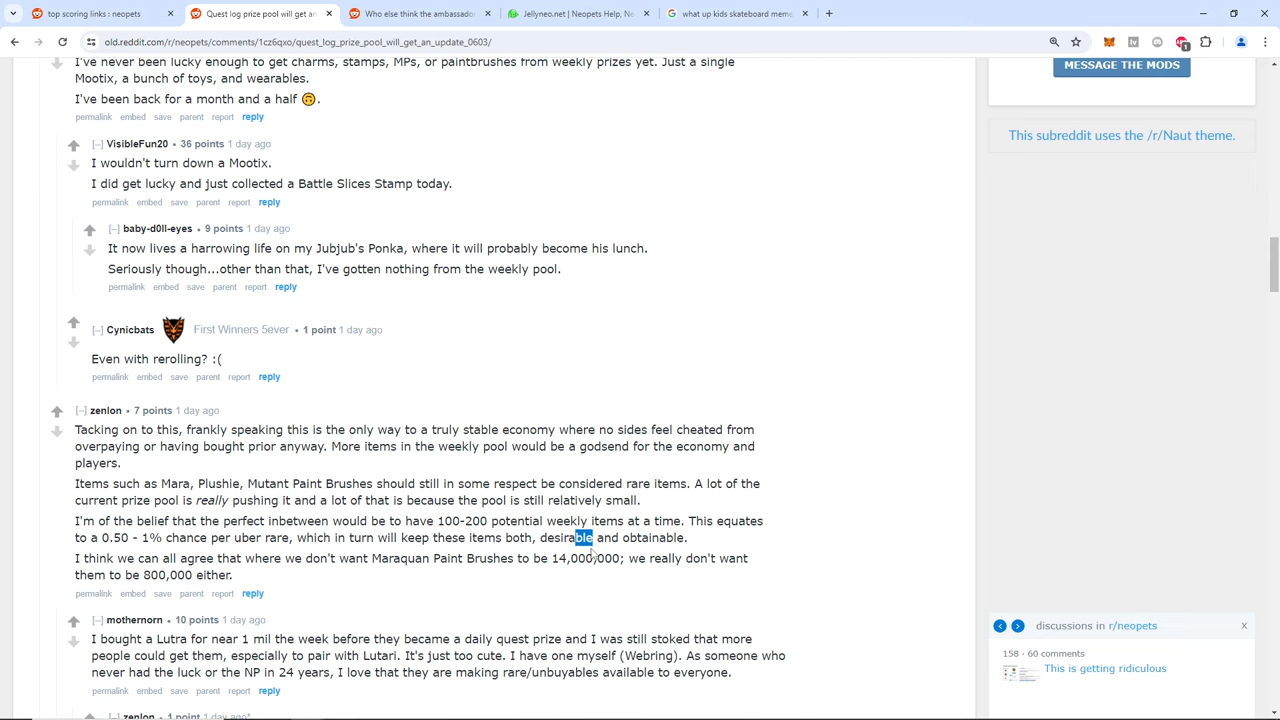 top scoring links : neopets
Quest log prize pool will get an
Who else think the ambassador
Jellyneo.net | Neopets Help, Ne
what up kids skateboard meme
old.reddit.com/r/neopets/comments/1cz6qxo/quest_log_prize_pool_will_get_an_update_0603/
I've never been lucky enough to get charms, stamps, MPs, or paintbrushes from weekly prizes yet. Just a single
Mootix, a bunch of toys, and wearables.
I've been back for a month and a half 🙃.
permalink embed save parent report reply
[–] VisibleFun20 • 36 points 1 day ago
I wouldn't turn down a Mootix.
I did get lucky and just collected a Battle Slices Stamp today.
permalink embed save parent report reply
[–] baby-d0ll-eyes • 9 points 1 day ago
It now lives a harrowing life on my Jubjub's Ponka, where it will probably become his lunch.
Seriously though...other than that, I've gotten nothing from the weekly pool.
permalink embed save parent report reply
[–] Cynicbats First Winners 5ever • 1 point 1 day ago
Even with rerolling? :(
permalink embed save parent report reply
[–] zenlon • 7 points 1 day ago
Tacking on to this, frankly speaking this is the only way to a truly stable economy where no sides feel cheated from
overpaying or having bought prior anyway. More items in the weekly pool would be a godsend for the economy and
players.
Items such as Mara, Plushie, Mutant Paint Brushes should still in some respect be considered rare items. A lot of the
current prize pool is really pushing it and a lot of that is because the pool is still relatively small.
I'm of the belief that the perfect inbetween would be to have 100-200 potential weekly items at a time. This equates
to a 0.50 - 1% chance per uber rare, which in turn will keep these items both, desirable and obtainable.
I think we can all agree that where we don't want Maraquan Paint Brushes to be 14,000,000; we really don't want
them to be 800,000 either.
permalink embed save parent report reply
[–] mothernorn • 10 points 1 day ago
I bought a Lutra for near 1 mil the week before they became a daily quest prize and I was still stoked that more
people could get them, especially to pair with Lutari. It's just too cute. I have one myself (Webring). As someone who
never had the luck or the NP in 24 years, I love that they are making rare/unbuyables available to everyone.
permalink embed save parent report reply
[–] zenlon • 1 point 1 day ago*
MESSAGE THE MODS
This subreddit uses the /r/Naut theme.
discussions in r/neopets X
158 · 60 comments
This is getting ridiculous